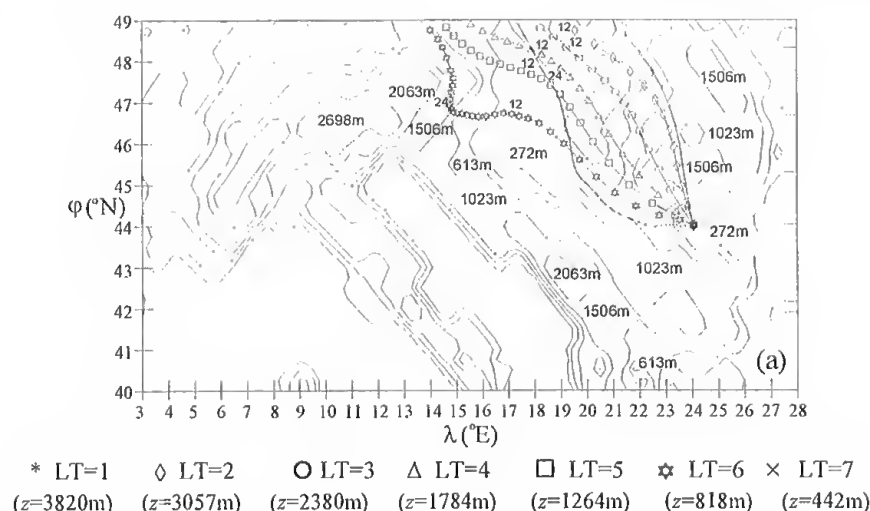 49
48
47
46
45
44
43
42
41
40
φ(°N)
12
12
12
12
12
24
24
12
2063m
2698m
1506m
613m
272m
1023m
1506m
1023m
1506m
272m
1023m
2063m
1506m
613m
(a)
3 4 5 6 7 8 9 10 11 12 13 14 15 16 17 18 19 20 21 22 23 24 26 27 28
λ(°E)
* LT=1 ◊ LT=2 O LT=3 △ LT=4 □ LT=5 ✡ LT=6 × LT=7
(z=3820m) (z=3057m) (z=2380m) (z=1784m) (z=1264m) (z=818m) (z=442m)